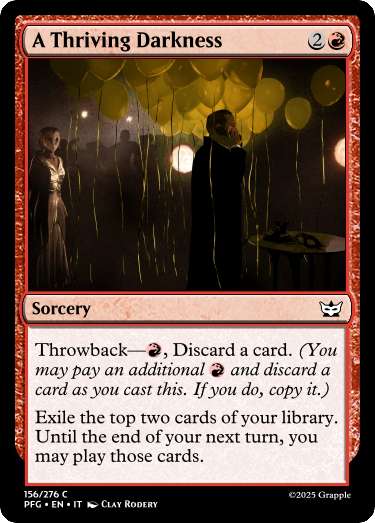 A Thriving Darkness 2
Sorcery
Throwback—, Discard a card. (You
may pay an additional and discard a
card as you cast this. If you do, copy it.)
Exile the top two cards of your library.
Until the end of your next turn, you
may play those cards.
156/276 C
PFG • EN • IT Clay Rodery
©2025 Grapple